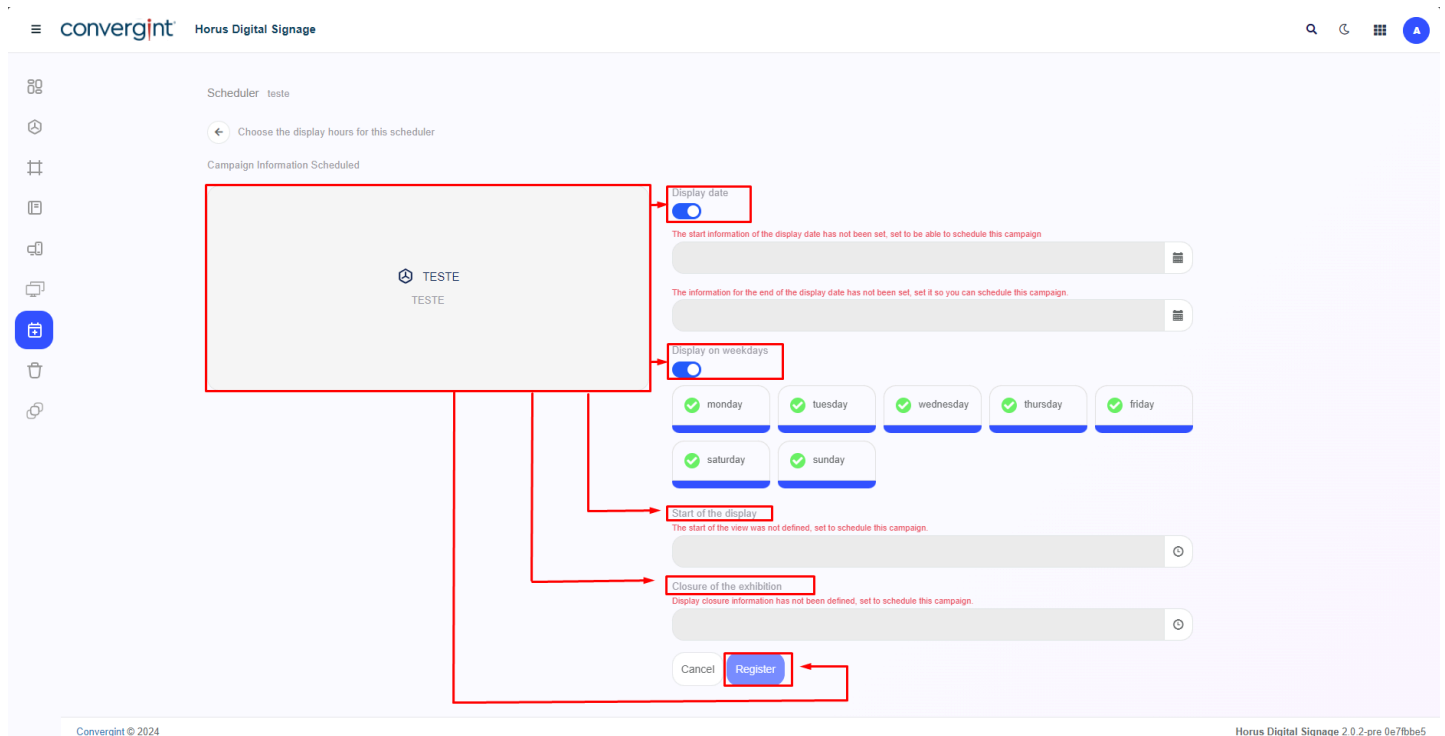 convergint Horus Digital Signage
A
Scheduler teste
Choose the display hours for this scheduler
Campaign Information Scheduled
TESTE
TESTE
Display date
The start information of the display date has not been set, set to be able to schedule this campaign
The information for the end of the display date has not been set, set it so you can schedule this campaign.
Display on weekdays
monday tuesday wednesday thursday friday
saturday sunday
Start of the display
The start of the view was not defined, set to schedule this campaign.
Closure of the exhibition
Display closure information has not been defined, set to schedule this campaign.
Cancel Register
Convergint © 2024 Horus Digital Signage 2.0.2-pre 0e7fbbe5